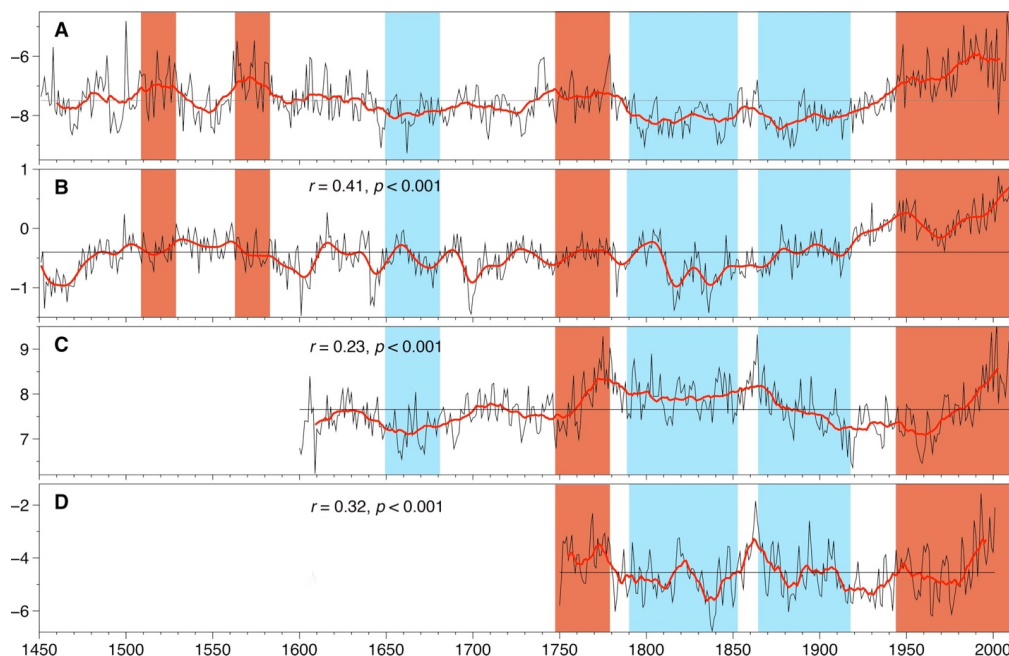 A
−6
−8
B
r = 0.41, p < 0.001
1
0
−1
C
r = 0.23, p < 0.001
9
8
7
D
r = 0.32, p < 0.001
−2
−4
−6
1450 1500 1550 1600 1650 1700 1750 1800 1850 1900 1950 2000